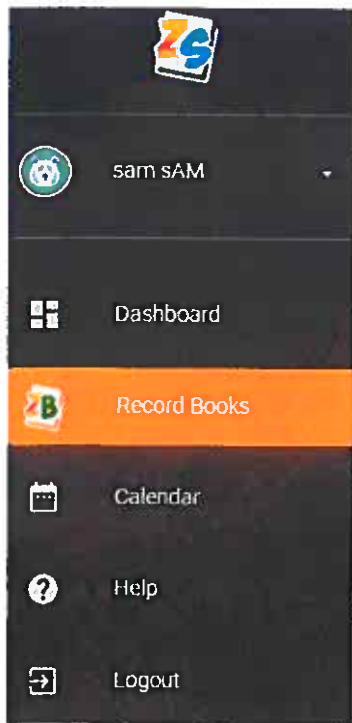 ZS
sam sAM
Dashboard
ZB
Record Books
Calendar
Help
Logout